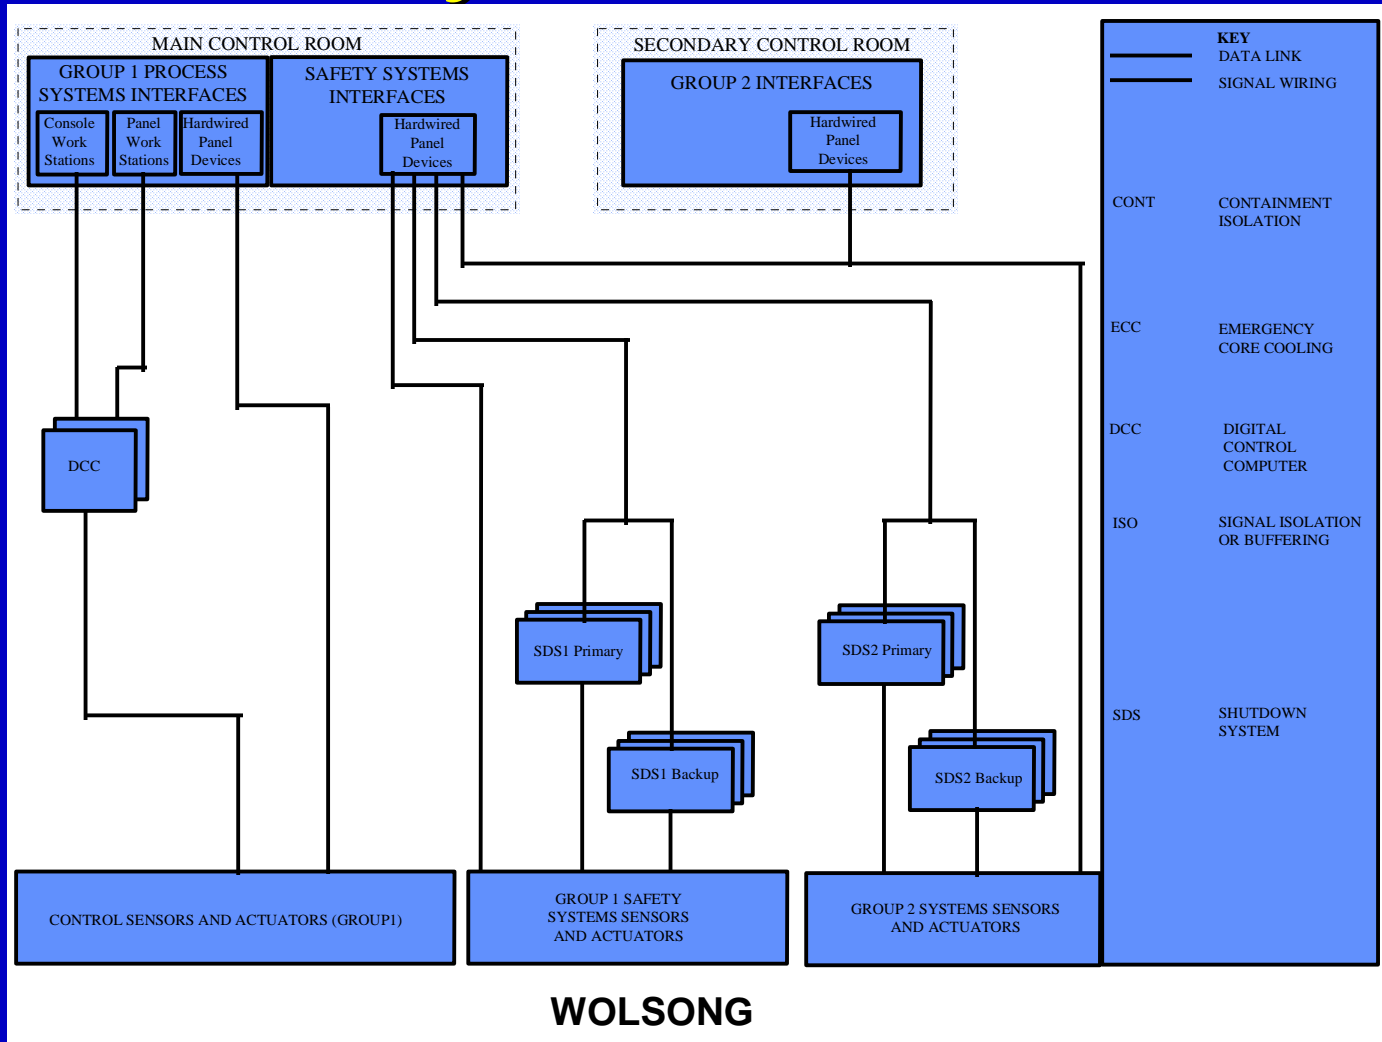 MAIN CONTROL ROOM
GROUP 1 PROCESS
SYSTEMS INTERFACES
Console
Work
Stations
Panel
Work
Stations
Hardwired
Panel
Devices
SAFETY SYSTEMS
INTERFACES
Hardwired
Panel
Devices
SECONDARY CONTROL ROOM
GROUP 2 INTERFACES
Hardwired
Panel
Devices
KEY
DATA LINK
SIGNAL WIRING
CONT
CONTAINMENT
ISOLATION
ECC
EMERGENCY
CORE COOLING
DCC
DIGITAL
CONTROL
COMPUTER
ISO
SIGNAL ISOLATION
OR BUFFERING
SDS
SHUTDOWN
SYSTEM
DCC
SDS1 Primary
SDS1 Backup
SDS2 Primary
SDS2 Backup
CONTROL SENSORS AND ACTUATORS (GROUP1)
GROUP 1 SAFETY
SYSTEMS SENSORS
AND ACTUATORS
GROUP 2 SYSTEMS SENSORS
AND ACTUATORS
WOLSONG